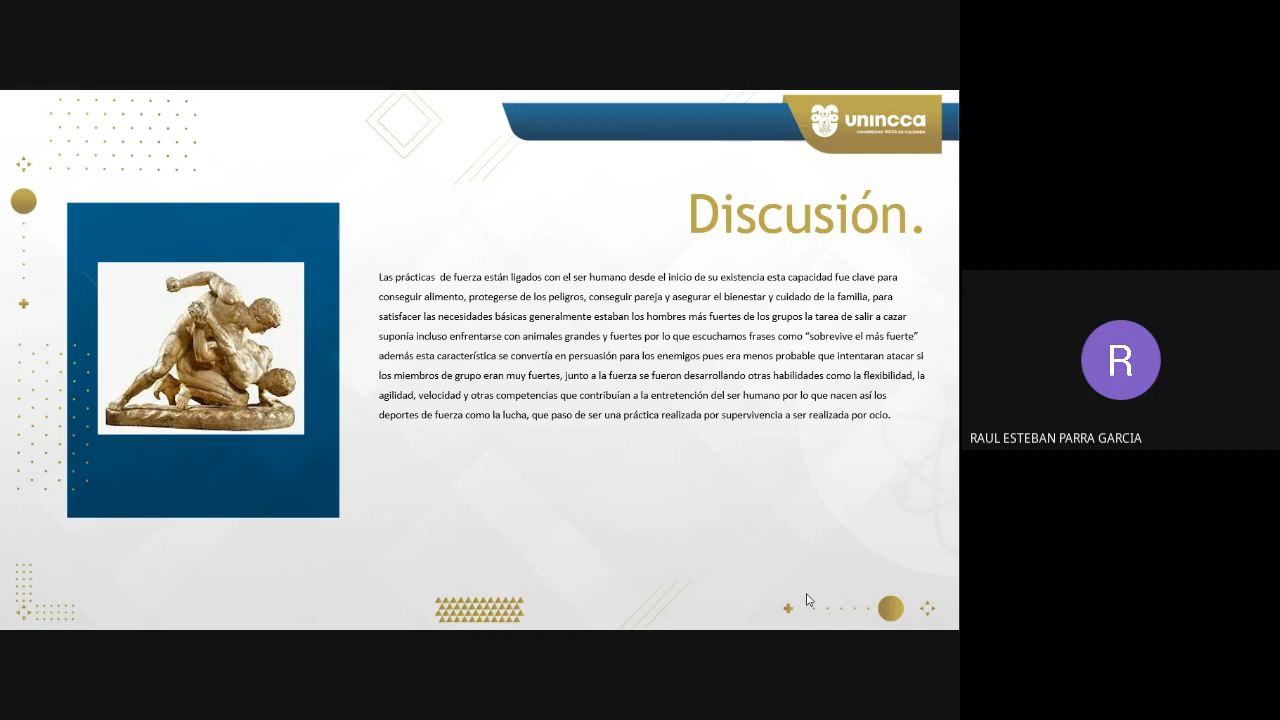 unincca
UNIVERSIDAD INCCA DE COLOMBIA
Discusión.
Las prácticas  de fuerza están ligados con el ser humano desde el inicio de su existencia esta capacidad fue clave para
conseguir alimento, protegerse de los peligros, conseguir pareja y asegurar el bienestar y cuidado de la familia, para
satisfacer las necesidades básicas generalmente estaban los hombres más fuertes de los grupos la tarea de salir a cazar
suponía incluso enfrentarse con animales grandes y fuertes por lo que escuchamos frases como “sobrevive el más fuerte”
además esta característica se convertía en persuasión para los enemigos pues era menos probable que intentaran atacar si
los miembros de grupo eran muy fuertes, junto a la fuerza se fueron desarrollando otras habilidades como la flexibilidad, la
agilidad, velocidad y otras competencias que contribuían a la entretención del ser humano por lo que nacen así los
deportes de fuerza como la lucha, que paso de ser una práctica realizada por supervivencia a ser realizada por ocio.
R
RAUL ESTEBAN PARRA GARCIA